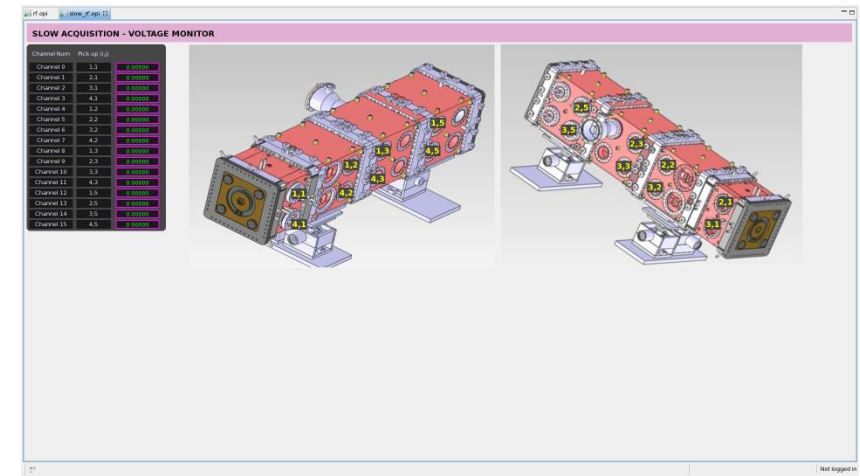 rf.opi slow_rf.opi
SLOW ACQUISITION - VOLTAGE MONITOR
Channel Num Pick-up (i,j)
Channel 0 1,1 0.00000
Channel 1 2,1 0.00000
Channel 2 3,1 0.00000
Channel 3 4,1 0.00000
Channel 4 1,2 0.00000
Channel 5 2,2 0.00000
Channel 6 3,2 0.00000
Channel 7 4,2 0.00000
Channel 8 1,3 0.00000
Channel 9 2,3 0.00000
Channel 10 3,3 0.00000
Channel 11 4,3 0.00000
Channel 12 1,5 0.00000
Channel 13 2,5 0.00000
Channel 14 3,5 0.00000
Channel 15 4,5 0.00000
1,5
1,3 4,5
1,2
4,3
1,1 4,2
4,1
2,5
3,5
2,3
3,3 2,2
3,2
2,1
3,1
Not logged in